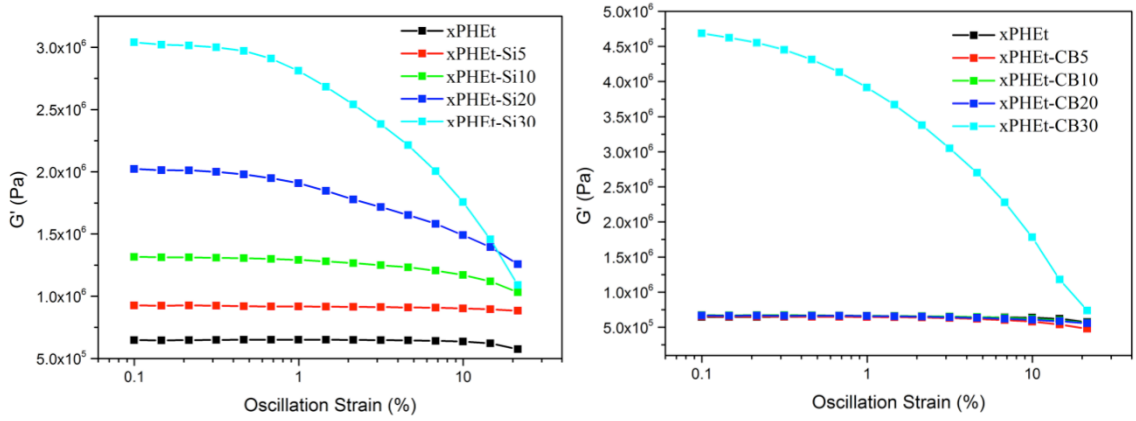 xPHEt
xPHEt-Si5
xPHEt-Si10
xPHEt-Si20
xPHEt-Si30
3.0x10⁶
2.5x10⁶
2.0x10⁶
1.5x10⁶
1.0x10⁶
5.0x10⁵
G' (Pa)
0.1
1
10
Oscillation Strain (%)
xPHEt
xPHEt-CB5
xPHEt-CB10
xPHEt-CB20
xPHEt-CB30
5.0x10⁶
4.5x10⁶
4.0x10⁶
3.5x10⁶
3.0x10⁶
2.5x10⁶
2.0x10⁶
1.5x10⁶
1.0x10⁶
5.0x10⁵
G' (Pa)
0.1
1
10
Oscillation Strain (%)